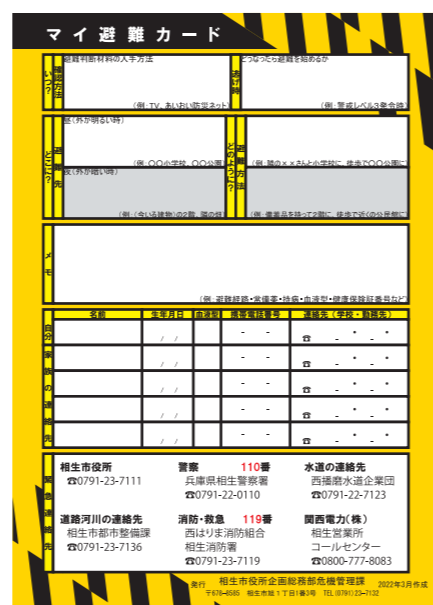 マイ避難カード
いつ？
確認方法
避難判断材料の入手方法
（例：TV、あいおい防災ネット）
どうなったら避難を始めるか
（例：警戒レベル3発令時）
どこに？
避難先
昼（外が明るい時）
（例：〇〇小学校、〇〇公園）
夜（外が暗い時）
（例：（今いる建物）の2階、隣の
どのように？
避難方法
（例：隣の××さんと小学校に、徒歩で〇〇公園に）
（例：備蓄品を持って2階に、徒歩で近くの公民館に）
メモ
（例：避難経路・常備薬・持病・血液型・健康保険証番号など）
名前 生年月日 血液型 携帯電話番号 連絡先（学校・勤務先）
自分 / / - - ☎ - ・ - ・
家族の連絡先 / / - - ☎ - ・ - ・
/ / - - ☎ - ・ - ・
/ / - - ☎ - ・ - ・
/ / - - ☎ - ・ - ・
緊急連絡先
相生市役所
☎0791-23-7111
警察 110番
兵庫県相生警察署
☎0791-22-0110
水道の連絡先
西播磨水道企業団
☎0791-22-7123
道路河川の連絡先
相生市都市整備課
☎0791-23-7136
消防・救急 119番
西はりま消防組合
相生消防署
☎0791-23-7119
関西電力（株）
相生営業所
コールセンター
☎0800-777-8083
発行 相生市役所企画総務部危機管理課 2022年3月作成
〒678-8585 相生市旭1丁目1番3号 TEL (0791)23-7132